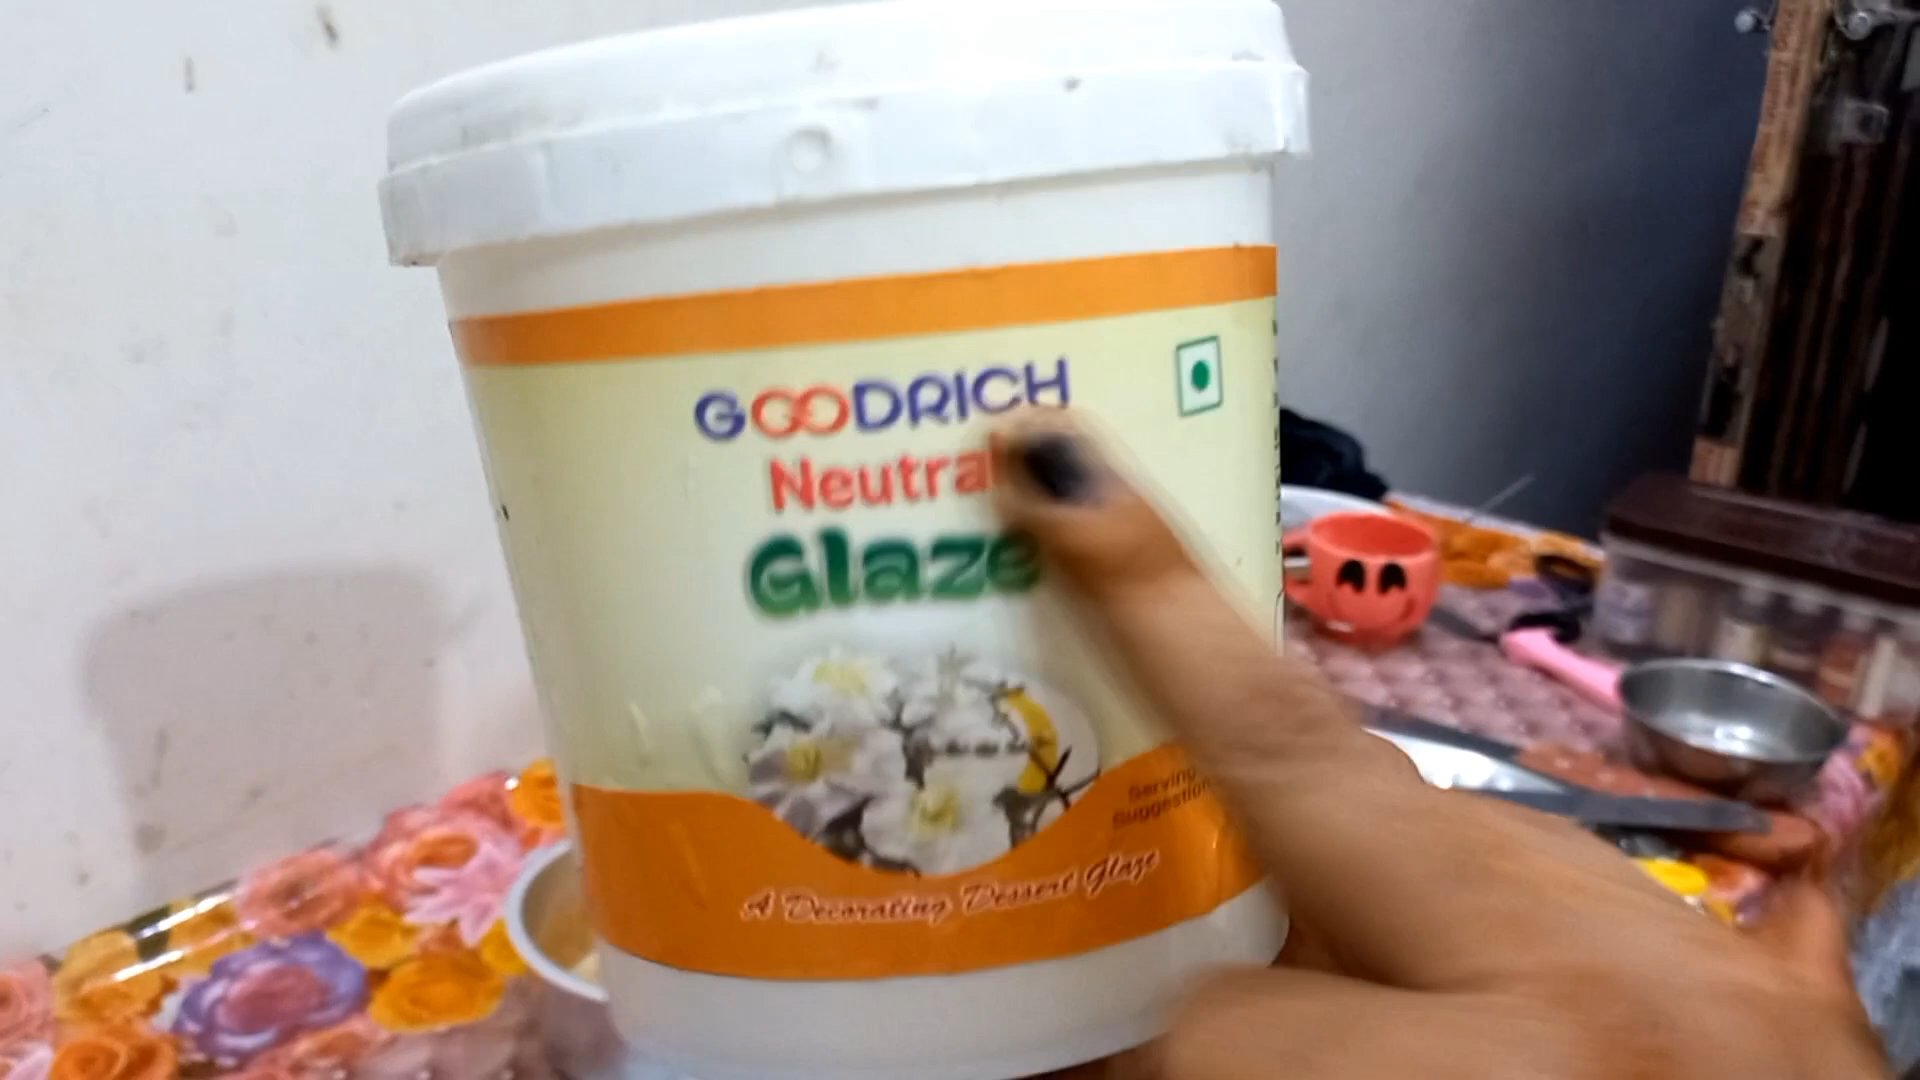 GOODRICH
Neutral
Glaze
Serving
Suggestion
A Decorating Dessert Glaze